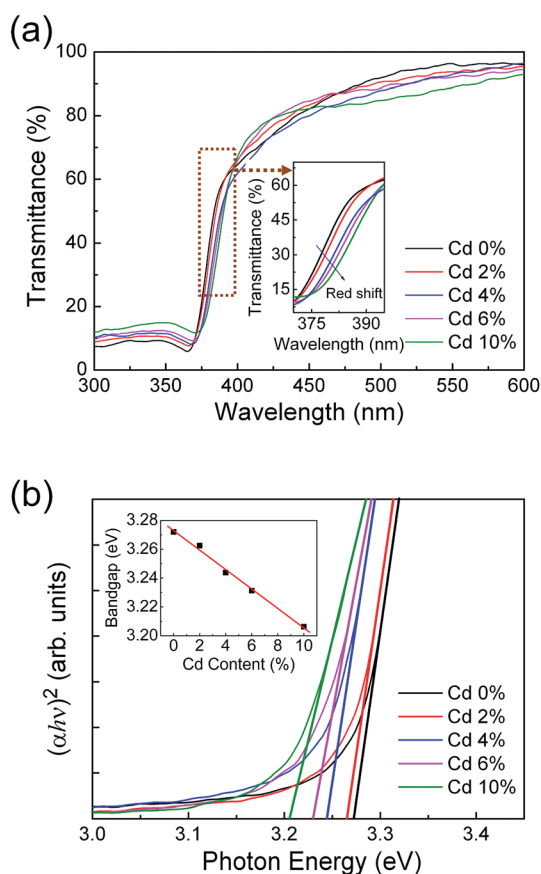 (a)
Transmittance (%)
100
80
60
40
20
0
300 350 400 450 500 550 600
Wavelength (nm)
Transmittance (%)
60
45
30
15
375 395
Wavelength (nm)
Red shift
Cd 0%
Cd 2%
Cd 4%
Cd 6%
Cd 10%
(b)
(αhν)²  (arb. units)
Bandgap (eV)
3.28
3.26
3.24
3.22
3.20
0 2 4 6 8 10
Cd Content (%)
Cd 0%
Cd 2%
Cd 4%
Cd 6%
Cd 10%
3.0 3.1 3.2 3.3 3.4
Photon Energy (eV)